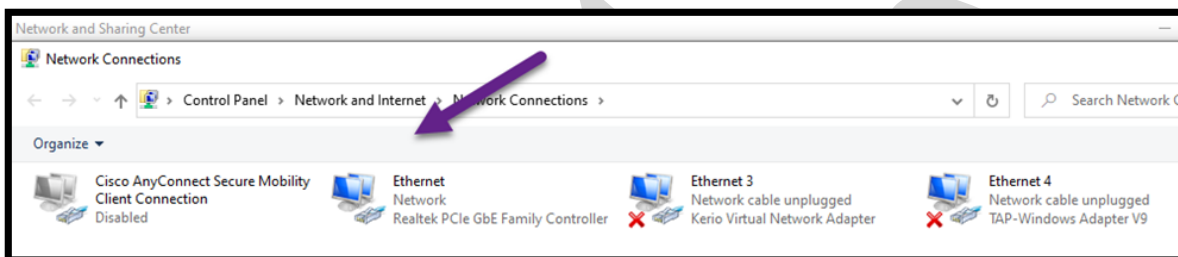 Network and Sharing Center
Network Connections
Control Panel > Network and Internet > Network Connections >
Search Network
Organize
Cisco AnyConnect Secure Mobility
Client Connection
Disabled
Ethernet
Network
Realtek PCIe GbE Family Controller
Ethernet 3
Network cable unplugged
Kerio Virtual Network Adapter
Ethernet 4
Network cable unplugged
TAP-Windows Adapter V9